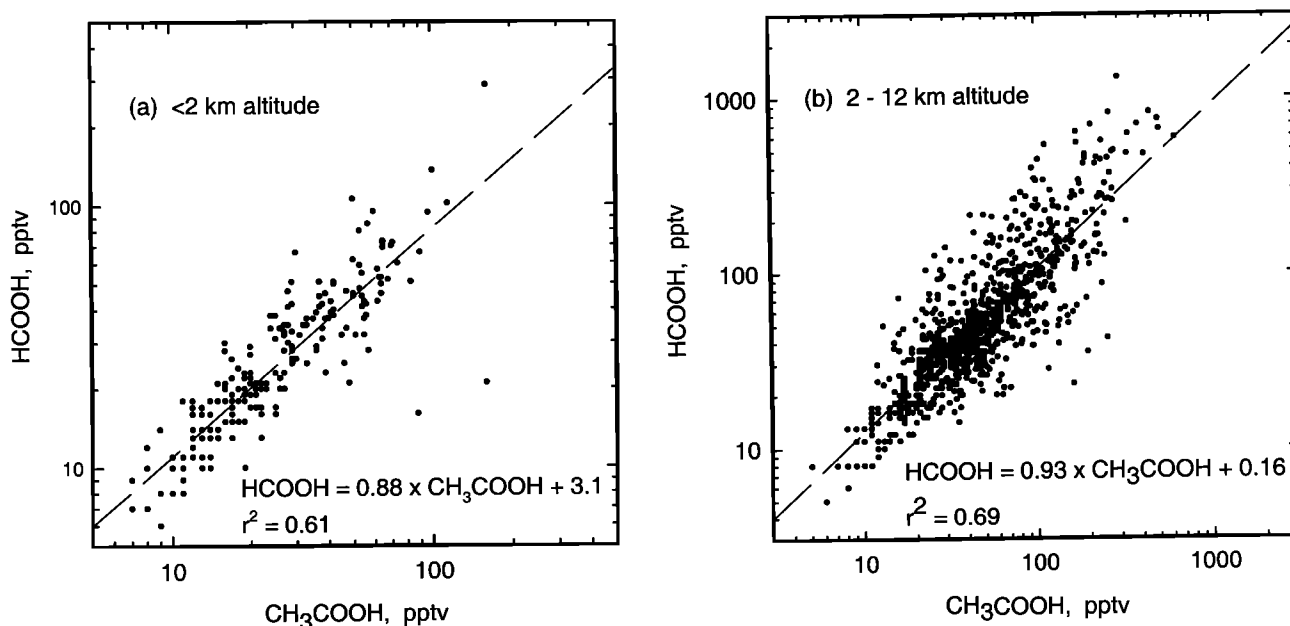 (a) <2 km altitude
HCOOH, pptv
100
10
HCOOH = 0.88 x CH₃COOH + 3.1
r² = 0.61
10 100
CH₃COOH, pptv
(b) 2 - 12 km altitude
HCOOH, pptv
1000
100
10
HCOOH = 0.93 x CH₃COOH + 0.16
r² = 0.69
10 100 1000
CH₃COOH, pptv